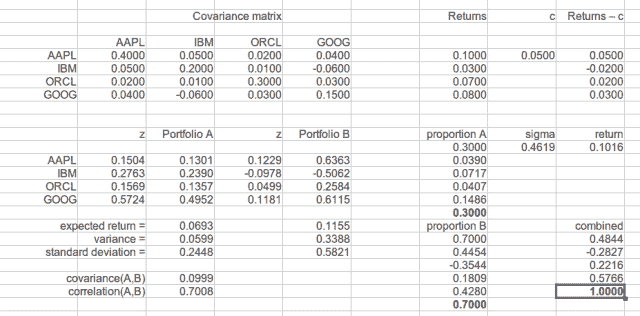 Covariance matrix Returns c Returns – c
AAPL IBM ORCL GOOG
AAPL 0.4000 0.0500 0.0200 0.0400 0.1000 0.0500 0.0500
IBM 0.0500 0.2000 0.0100 -0.0600 0.0300 -0.0200
ORCL 0.0200 0.0100 0.3000 0.0300 0.0700 0.0200
GOOG 0.0400 -0.0600 0.0300 0.1500 0.0800 0.0300
z Portfolio A z Portfolio B proportion A sigma return
0.3000 0.4619 0.1016
AAPL 0.1504 0.1301 0.1229 0.6363 0.0390
IBM 0.2763 0.2390 -0.0978 -0.5062 0.0717
ORCL 0.1569 0.1357 0.0499 0.2584 0.0407
GOOG 0.5724 0.4952 0.1181 0.6115 0.1486
0.3000
expected return = 0.0693 0.1155 proportion B combined
variance = 0.0599 0.3388 0.7000 0.4844
standard deviation = 0.2448 0.5821 0.4454 -0.2827
-0.3544 0.2216
covariance(A,B) 0.0999 0.1809 0.5766
correlation(A,B) 0.7008 0.4280 1.0000
0.7000